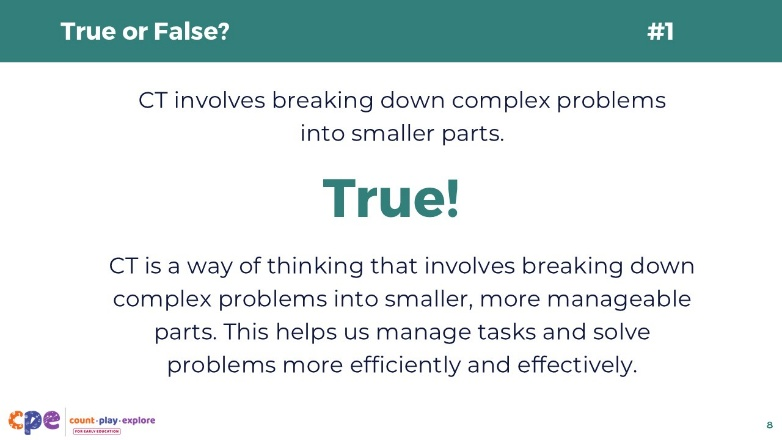 True or False?
#1
CT involves breaking down complex problems
into smaller parts.
True!
CT is a way of thinking that involves breaking down
complex problems into smaller, more manageable
parts. This helps us manage tasks and solve
problems more efficiently and effectively.
cpe
count·play·explore
FOR EARLY EDUCATION
8